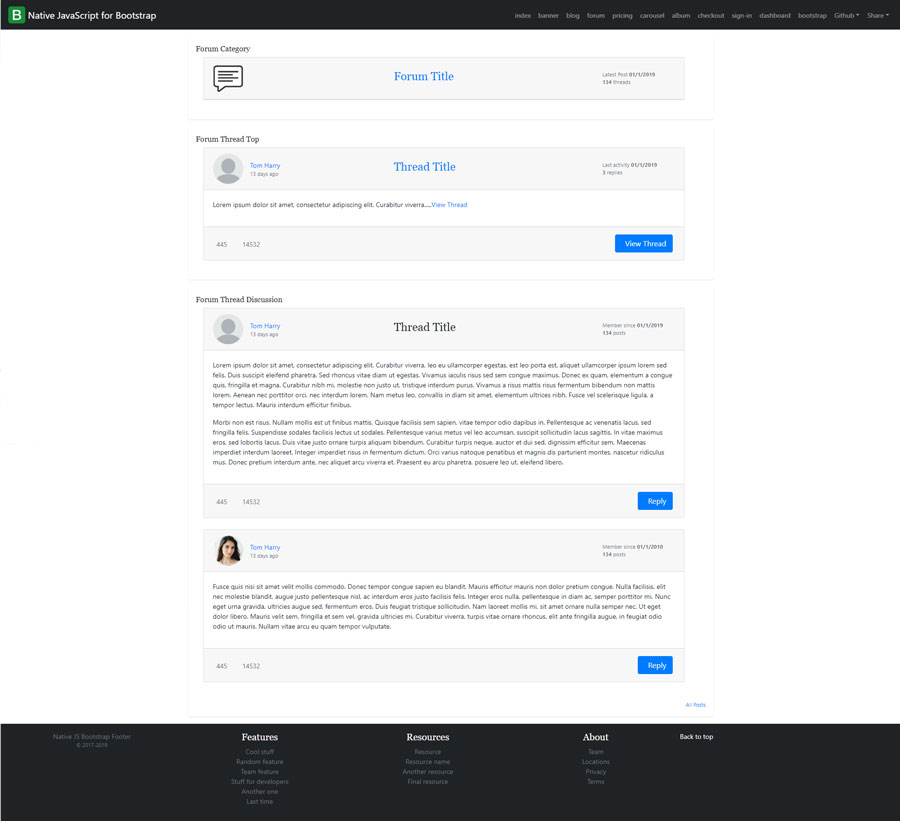 B Native JavaScript for Bootstrap
index banner blog forum pricing carousel album checkout sign-in dashboard bootstrap Github Share
Forum Category
Forum Title
Latest Post 01/1/2019
134 threads
Forum Thread Top
Tom Harry
13 days ago
Thread Title
Last activity 01/1/2019
3 replies
Lorem ipsum dolor sit amet, consectetur adipiscing elit. Curabitur viverra.....View Thread
445 14532
View Thread
Forum Thread Discussion
Tom Harry
13 days ago
Thread Title
Member since 01/1/2019
134 posts
Lorem ipsum dolor sit amet, consectetur adipiscing elit. Curabitur viverra, leo eu ullamcorper egestas, est leo porta est, aliquet ullamcorper ipsum lorem sed
felis. Duis suscipit eleifend pharetra. Sed rhoncus vitae diam ut egestas. Vivamus iaculis risus sed sem congue maximus. Donec ex quam, elementum a congue
quis, fringilla et magna. Curabitur nibh mi, molestie non justo ut, tristique interdum purus. Vivamus a risus mattis risus fermentum bibendum non mattis
lorem. Aenean nec porttitor orci, nec interdum lorem. Nam metus leo, convallis in diam sit amet, elementum ultrices nibh. Fusce vel scelerisque ligula, a
tempor lectus. Mauris interdum efficitur finibus.
Morbi non est risus. Nullam mollis est ut finibus mattis. Quisque facilisis sem sapien, vitae tempor odio dapibus in. Pellentesque ac venenatis lacus, sed
fringilla felis. Suspendisse sodales facilisis lectus ut sodales. Pellentesque varius metus vel leo accumsan, suscipit sollicitudin lacus sagittis. In vitae maximus
eros, sed lobortis lacus. Duis vitae justo ornare turpis aliquam bibendum. Curabitur turpis neque, auctor et dui sed, dignissim efficitur sem. Maecenas
imperdiet interdum laoreet. Integer imperdiet risus in fermentum dictum. Orci varius natoque penatibus et magnis dis parturient montes, nascetur ridiculus
mus. Donec pretium interdum ante, nec aliquet arcu viverra et. Praesent eu arcu pharetra, posuere leo ut, eleifend libero.
445 14532
Reply
Tom Harry
13 days ago
Member since 01/1/2010
134 posts
Fusce quis nisi sit amet velit mollis commodo. Donec tempor congue sapien eu blandit. Mauris efficitur mauris non dolor pretium congue. Nulla facilisis, elit
nec molestie blandit, augue justo pellentesque nisl, ac interdum eros justo facilisis felis. Integer eros nulla, pellentesque in diam ac, semper porttitor mi. Nunc
eget urna gravida, ultricies augue sed, fermentum eros. Duis feugiat tristique sollicitudin. Nam laoreet mollis mi, sit amet ornare nulla semper nec. Ut eget
dolor libero. Mauris velit sem, fringilla et sem vel, gravida ultricies mi. Curabitur viverra, turpis vitae ornare rhoncus, elit ante fringilla augue, in feugiat odio
odio ut mauris. Nullam vitae arcu eu quam tempor vulputate.
445 14532
Reply
All Posts
Native JS Bootstrap Footer
© 2017-2019
Features
Cool stuff
Random feature
Team feature
Stuff for developers
Another one
Last time
Resources
Resource
Resource name
Another resource
Final resource
About
Team
Locations
Privacy
Terms
Back to top